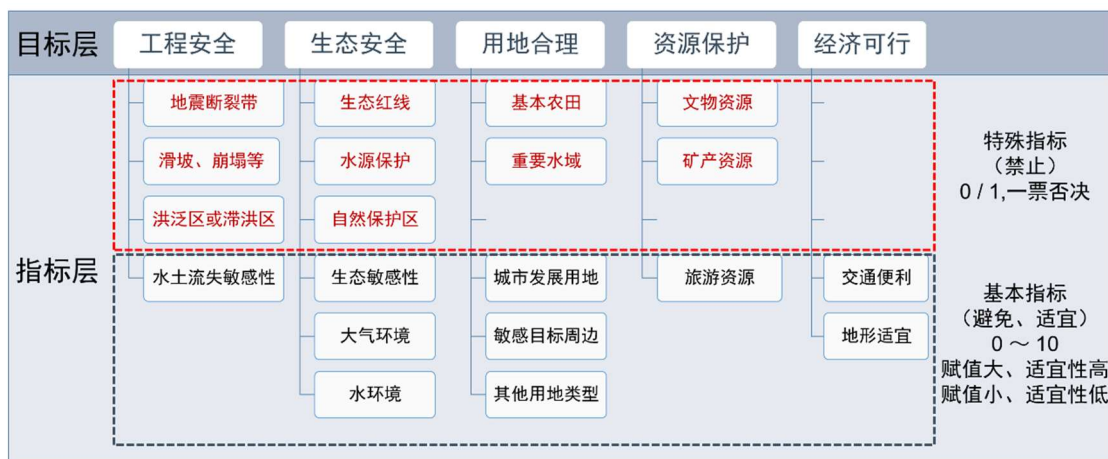 目标层
工程安全
生态安全
用地合理
资源保护
经济可行
指标层
地震断裂带
生态红线
基本农田
文物资源
滑坡、崩塌等
水源保护
重要水域
矿产资源
洪泛区或滞洪区
自然保护区
特殊指标
（禁止）
0 / 1,一票否决
水土流失敏感性
生态敏感性
城市发展用地
旅游资源
交通便利
大气环境
敏感目标周边
地形适宜
水环境
其他用地类型
基本指标
（避免、适宜）
0 ～ 10
赋值大、适宜性高
赋值小、适宜性低